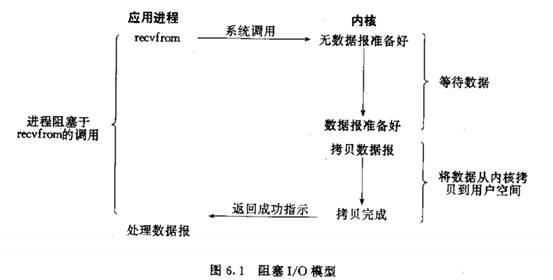 应用进程
内核
recvfrom
系统调用
无数据报准备好
等待数据
进程阻塞于
recvfrom的调用
数据报准备好
拷贝数据报
将数据从内核拷
贝到用户空间
返回成功指示
拷贝完成
处理数据报
图 6.1 阻塞 I/O 模型